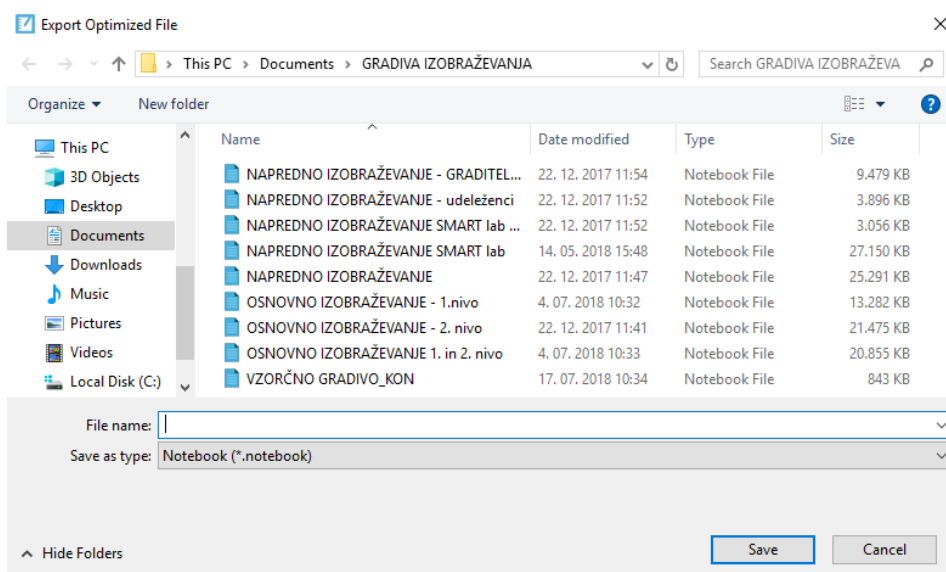 Export Optimized File
This PC > Documents > GRADIVA IZOBRAŽEVANJA
Search GRADIVA IZOBRAŽEVA
Organize
New folder
This PC
3D Objects
Desktop
Documents
Downloads
Music
Pictures
Videos
Local Disk (C:)
Name Date modified Type Size
NAPREDNO IZOBRAŽEVANJE - GRADITEL... 22. 12. 2017 11:54 Notebook File 9.479 KB
NAPREDNO IZOBRAŽEVANJE - udeleženci 22. 12. 2017 11:52 Notebook File 3.896 KB
NAPREDNO IZOBRAŽEVANJE SMART lab ... 22. 12. 2017 11:52 Notebook File 3.056 KB
NAPREDNO IZOBRAŽEVANJE SMART lab 14. 05. 2018 15:48 Notebook File 27.150 KB
NAPREDNO IZOBRAŽEVANJE 22. 12. 2017 11:47 Notebook File 25.291 KB
OSNOVNO IZOBRAŽEVANJE - 1.nivo 4. 07. 2018 10:32 Notebook File 13.282 KB
OSNOVNO IZOBRAŽEVANJE - 2. nivo 22. 12. 2017 11:41 Notebook File 21.475 KB
OSNOVNO IZOBRAŽEVANJE 1. in 2. nivo 4. 07. 2018 10:33 Notebook File 20.855 KB
VZORČNO GRADIVO_KON 17. 07. 2018 10:34 Notebook File 843 KB
File name:
Save as type: Notebook (*.notebook)
Hide Folders
Save
Cancel